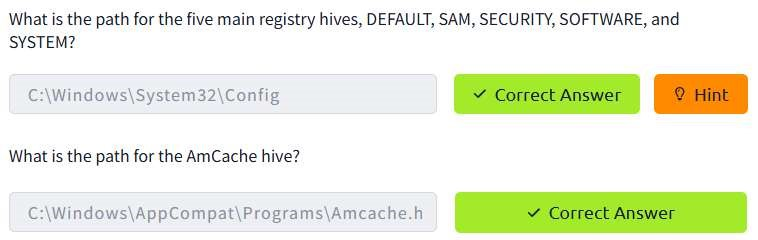 What is the path for the five main registry hives, DEFAULT, SAM, SECURITY, SOFTWARE, and
SYSTEM?
C:\Windows\System32\Config
Correct Answer
Hint
What is the path for the AmCache hive?
C:\Windows\AppCompat\Programs\Amcache.h
Correct Answer